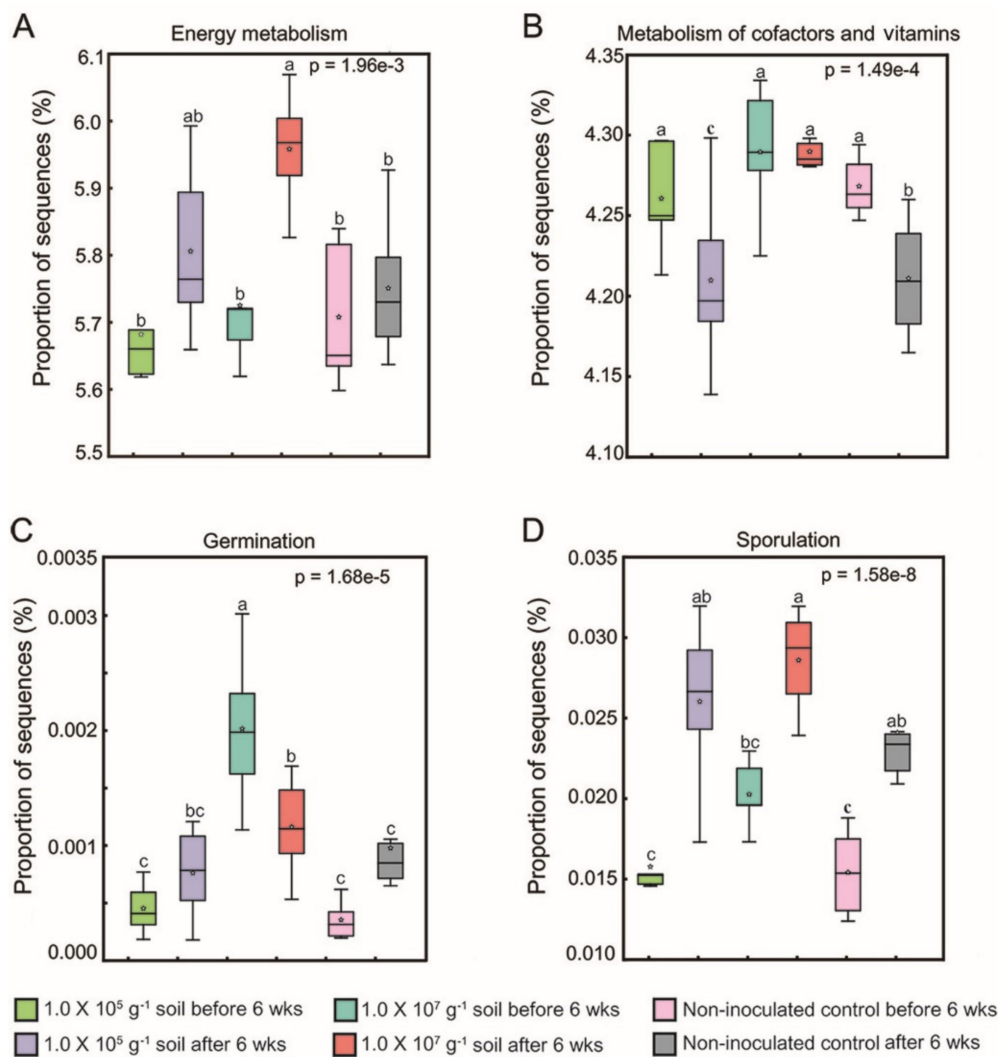 A
Energy metabolism
p = 1.96e-3
Proportion of sequences (%)
6.1
6.0
5.9
5.8
5.7
5.6
5.5
b
ab
b
a
b
b
B
Metabolism of cofactors and vitamins
p = 1.49e-4
Proportion of sequences (%)
4.35
4.30
4.25
4.20
4.15
4.10
a
c
a
a
a
b
C
Germination
p = 1.68e-5
Proportion of sequences (%)
0.0035
0.003
0.002
0.001
0.000
c
bc
a
b
c
c
D
Sporulation
p = 1.58e-8
Proportion of sequences (%)
0.035
0.030
0.025
0.020
0.015
0.010
c
ab
bc
a
c
ab
1.0 X 10⁵ g⁻¹ soil before 6 wks
1.0 X 10⁷ g⁻¹ soil before 6 wks
Non-inoculated control before 6 wks
1.0 X 10⁵ g⁻¹ soil after 6 wks
1.0 X 10⁷ g⁻¹ soil after 6 wks
Non-inoculated control after 6 wks